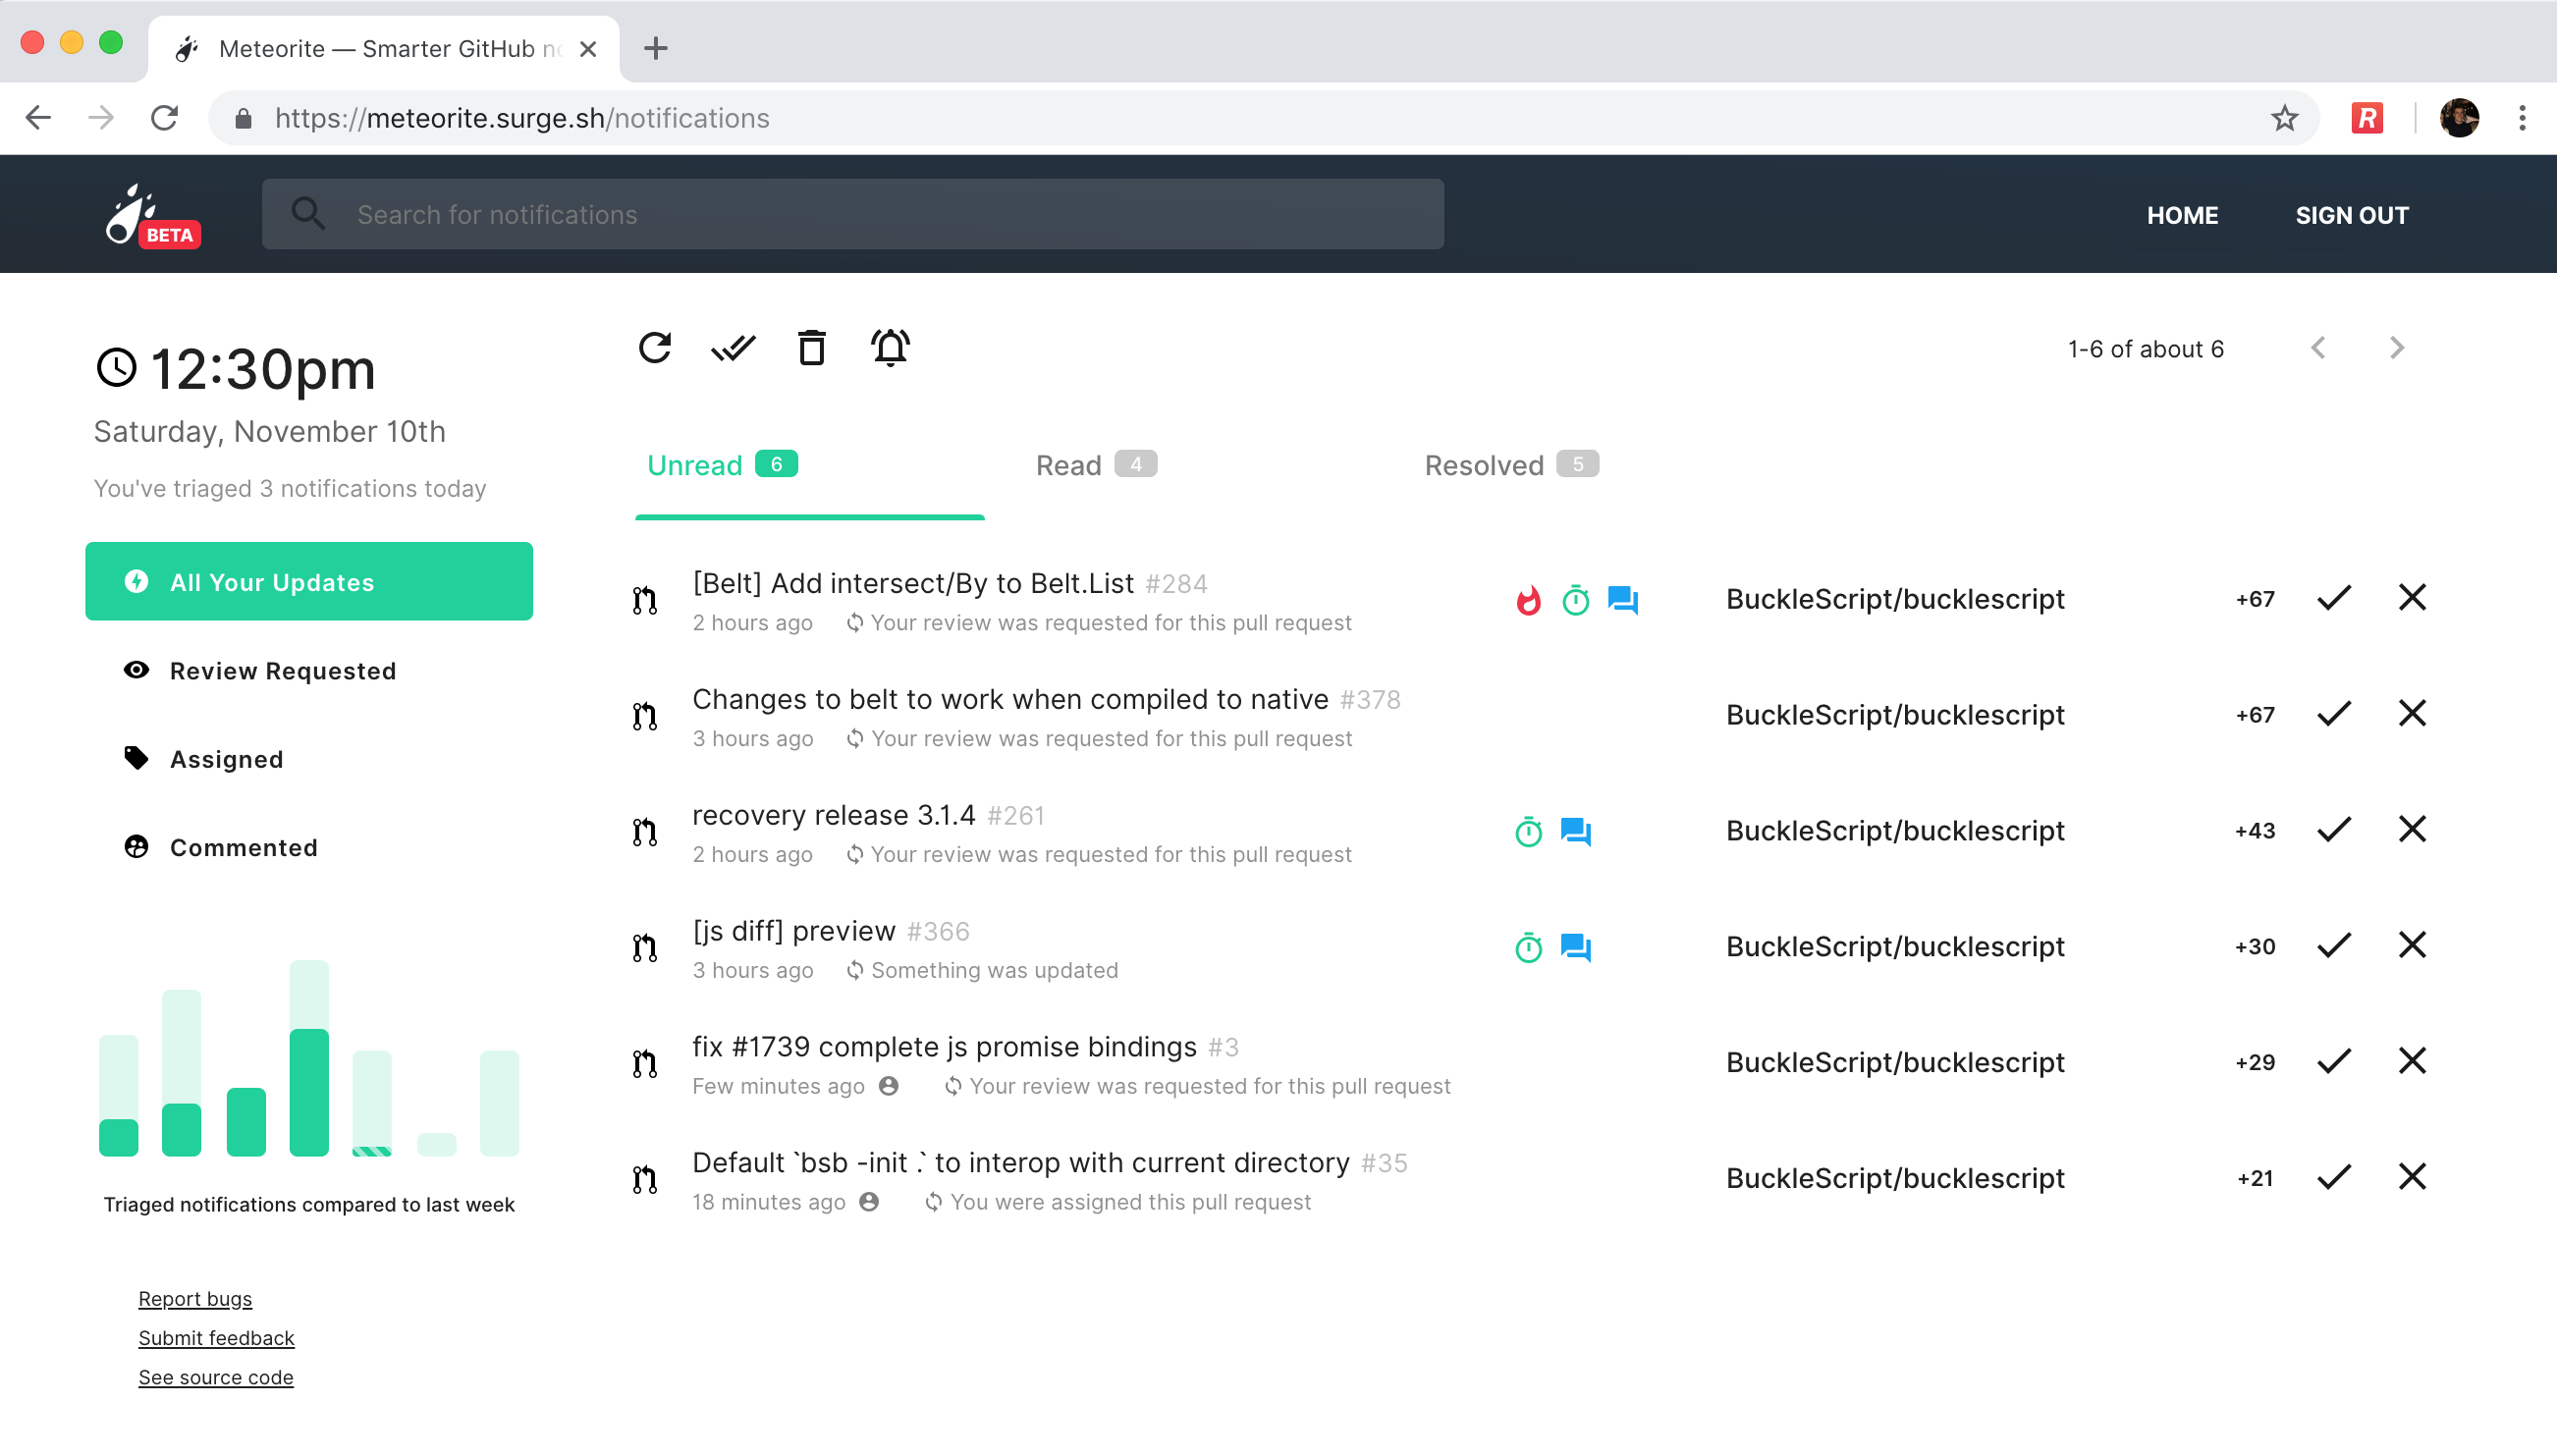 Meteorite — Smarter GitHub no
https://meteorite.surge.sh/notifications
BETA
Search for notifications
HOME
SIGN OUT
12:30pm
Saturday, November 10th
You've triaged 3 notifications today
All Your Updates
Review Requested
Assigned
Commented
Triaged notifications compared to last week
Report bugs
Submit feedback
See source code
1-6 of about 6
Unread 6
Read 4
Resolved 5
[Belt] Add intersect/By to Belt.List #284
2 hours ago Your review was requested for this pull request
BuckleScript/bucklescript +67
Changes to belt to work when compiled to native #378
3 hours ago Your review was requested for this pull request
BuckleScript/bucklescript +67
recovery release 3.1.4 #261
2 hours ago Your review was requested for this pull request
BuckleScript/bucklescript +43
[js diff] preview #366
3 hours ago Something was updated
BuckleScript/bucklescript +30
fix #1739 complete js promise bindings #3
Few minutes ago Your review was requested for this pull request
BuckleScript/bucklescript +29
Default `bsb -init .` to interop with current directory #35
18 minutes ago You were assigned this pull request
BuckleScript/bucklescript +21